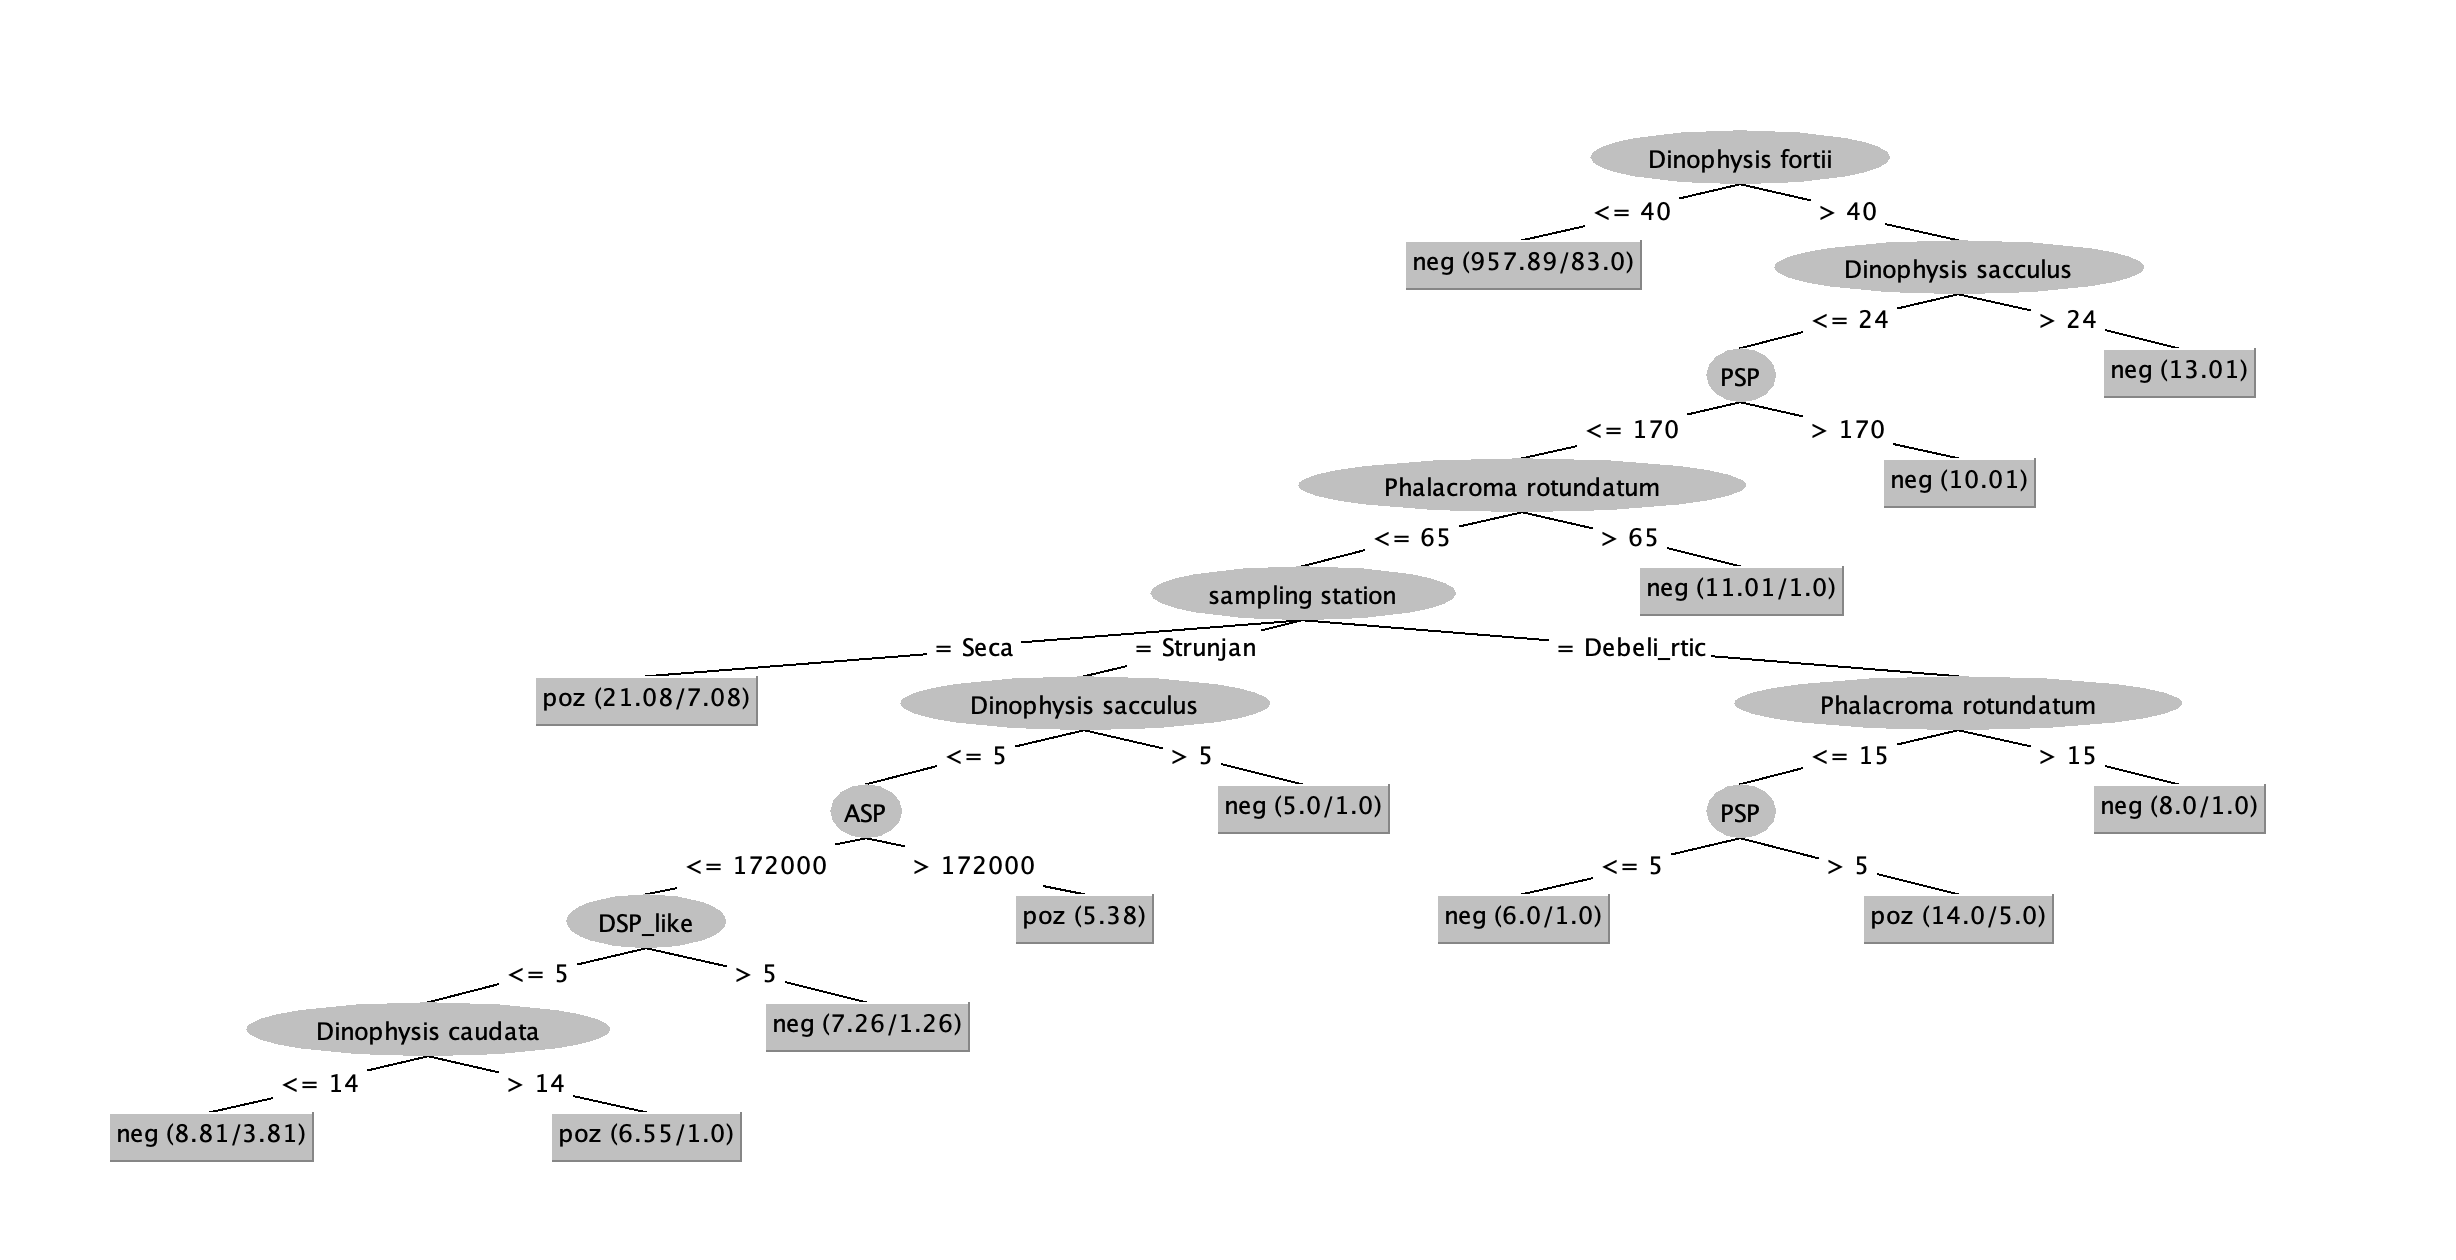 Dinophysis fortii
<= 40
> 40
neg (957.89/83.0)
Dinophysis sacculus
<= 24
> 24
PSP
neg (13.01)
<= 170
> 170
Phalacroma rotundatum
neg (10.01)
<= 65
> 65
sampling station
neg (11.01/1.0)
= Seca
= Strunjan
= Debeli_rtic
poz (21.08/7.08)
Dinophysis sacculus
Phalacroma rotundatum
<= 5
> 5
<= 15
> 15
ASP
neg (5.0/1.0)
PSP
neg (8.0/1.0)
<= 172000
> 172000
<= 5
> 5
DSP_like
poz (5.38)
neg (6.0/1.0)
poz (14.0/5.0)
<= 5
> 5
Dinophysis caudata
neg (7.26/1.26)
<= 14
> 14
neg (8.81/3.81)
poz (6.55/1.0)